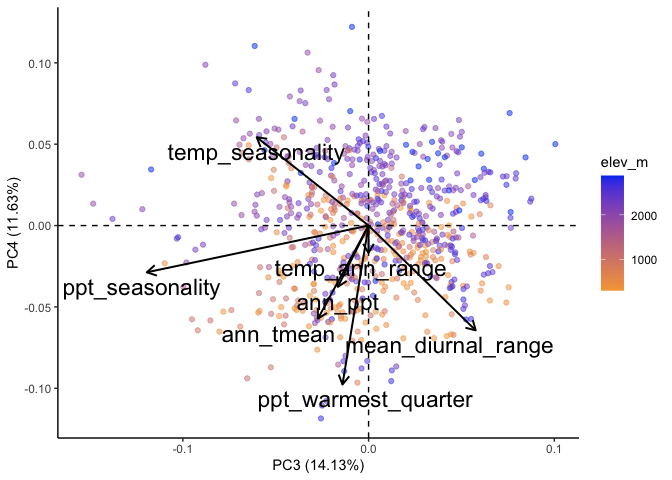 0.10
0.05
0.00
-0.05
-0.10
PC4 (11.63%)
temp_seasonality
ppt_seasonality
temp_ann_range
ann_ppt
ann_tmean
mean_diurnal_range
ppt_warmest_quarter
-0.1
0.0
0.1
PC3 (14.13%)
elev_m
2000
1000